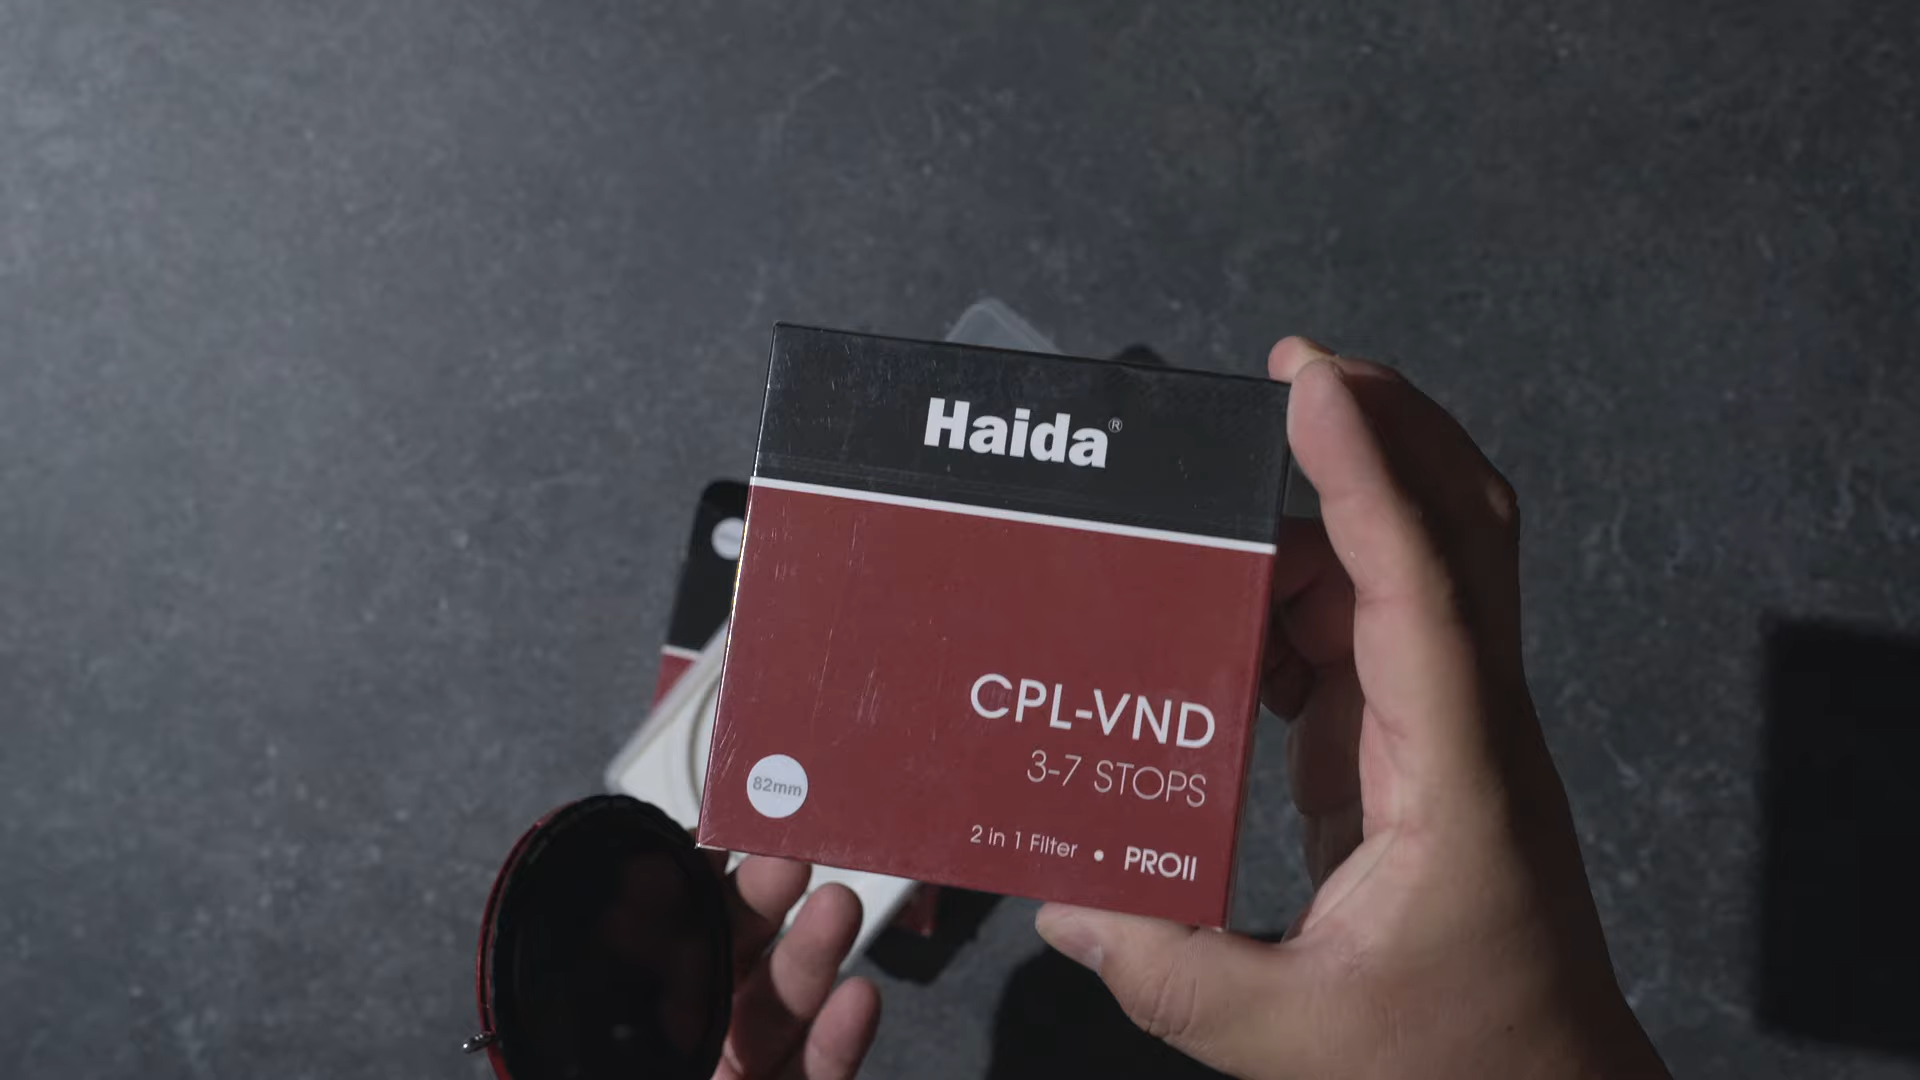 Haida®
CPL-VND
3-7 STOPS
82mm
2 in 1 Filter • PROII